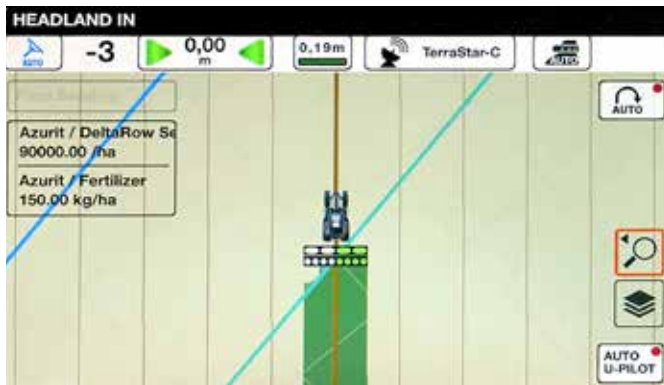 HEADLAND IN
AUTO
-3
0,00
m
0.19m
TerraStar-C
AUTO
AUTO
Azurit / DeltaRow Se
90000.00 /ha
Azurit / Fertilizer
150.00 kg/ha
AUTO
U-PILOT